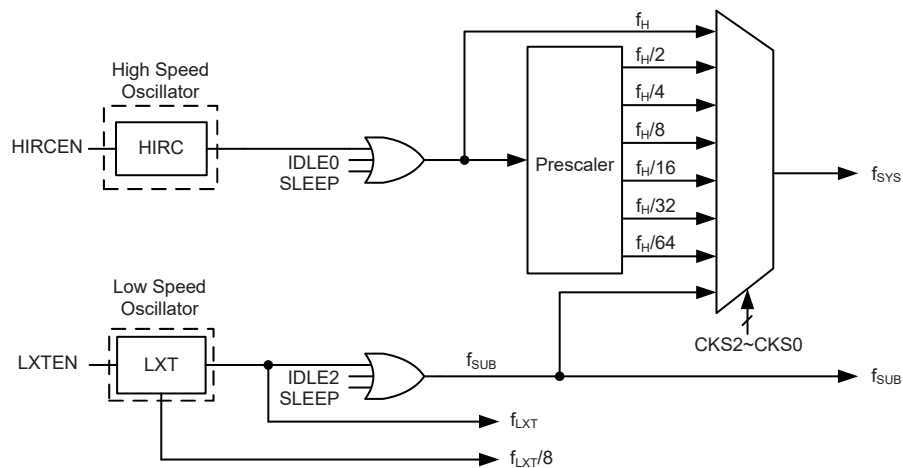 f_H
High Speed
Oscillator
HIRCEN
HIRC
IDLE0
SLEEP
Prescaler
f_H/2
f_H/4
f_H/8
f_H/16
f_H/32
f_H/64
f_SYS
CKS2~CKS0
Low Speed
Oscillator
LXTEN
LXT
IDLE2
SLEEP
f_SUB
f_SUB
f_LXT
f_LXT/8